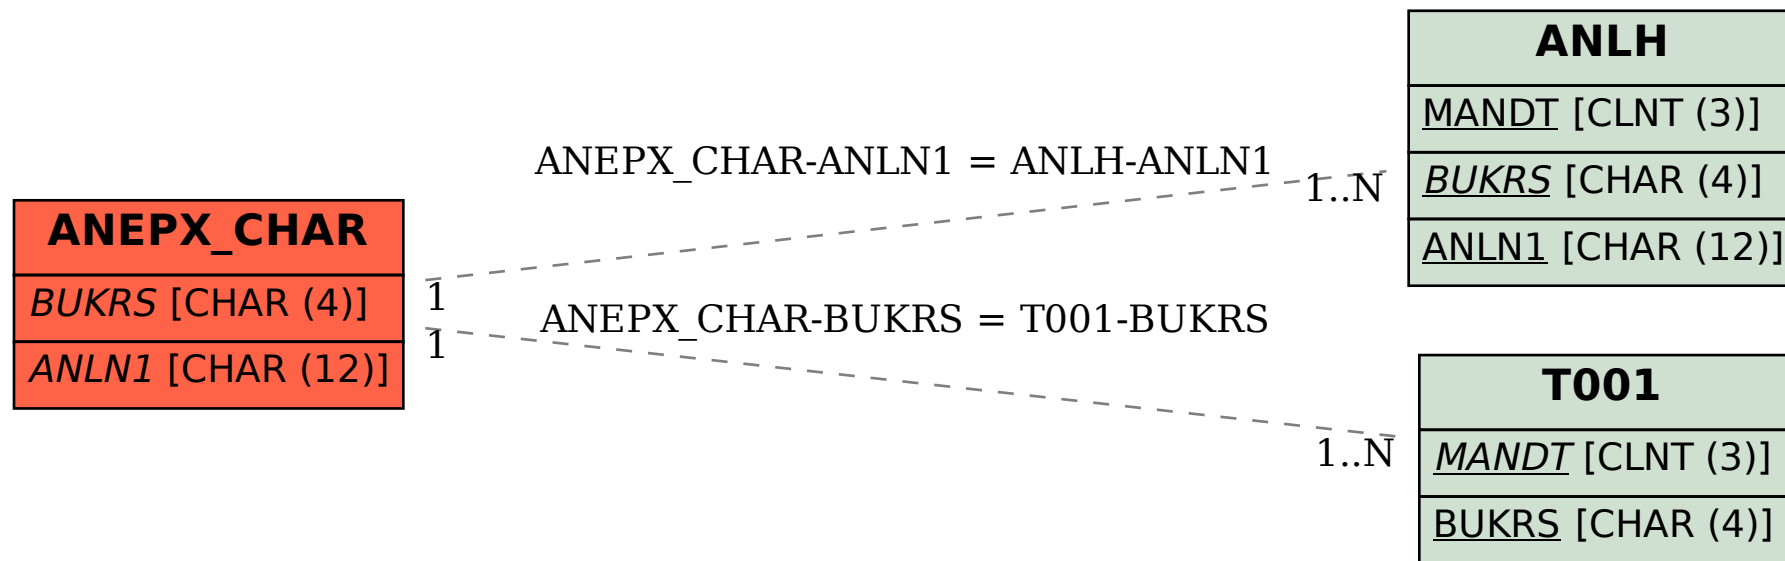 ANEPX_CHAR
BUKRS [CHAR (4)]
ANLN1 [CHAR (12)]
ANEPX_CHAR-ANLN1 = ANLH-ANLN1
1
1..N
ANEPX_CHAR-BUKRS = T001-BUKRS
1
1..N
ANLH
MANDT [CLNT (3)]
BUKRS [CHAR (4)]
ANLN1 [CHAR (12)]
T001
MANDT [CLNT (3)]
BUKRS [CHAR (4)]